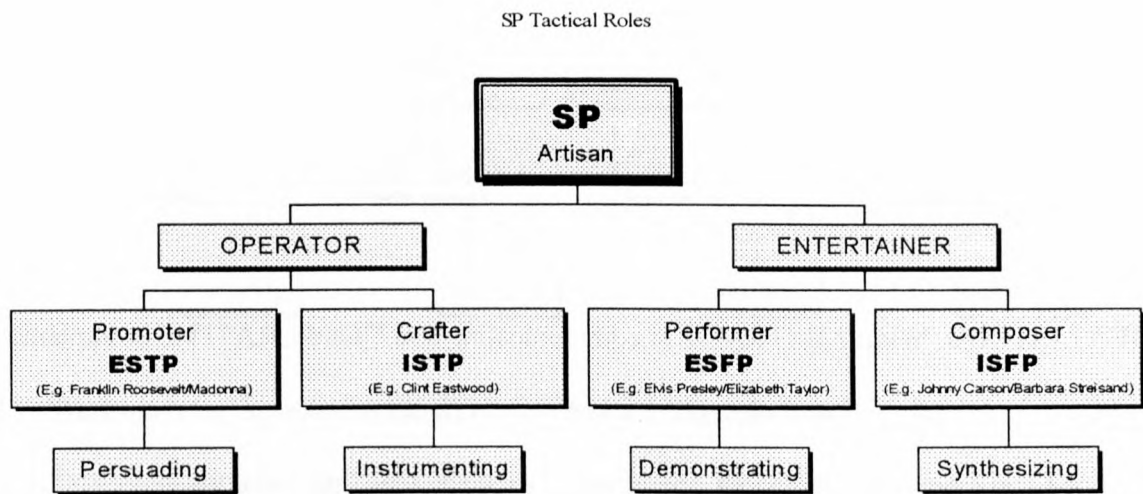 SP Tactical Roles
SP
Artisan
OPERATOR
ENTERTAINER
Promoter
ESTP
(E.g. Franklin Roosevelt/Madonna)
Crafter
ISTP
(E.g. Clint Eastwood)
Performer
ESFP
(E.g. Elvis Presley/Elizabeth Taylor)
Composer
ISFP
(E.g. Johnny Carson/Barbara Streisand)
Persuading
Instrumenting
Demonstrating
Synthesizing